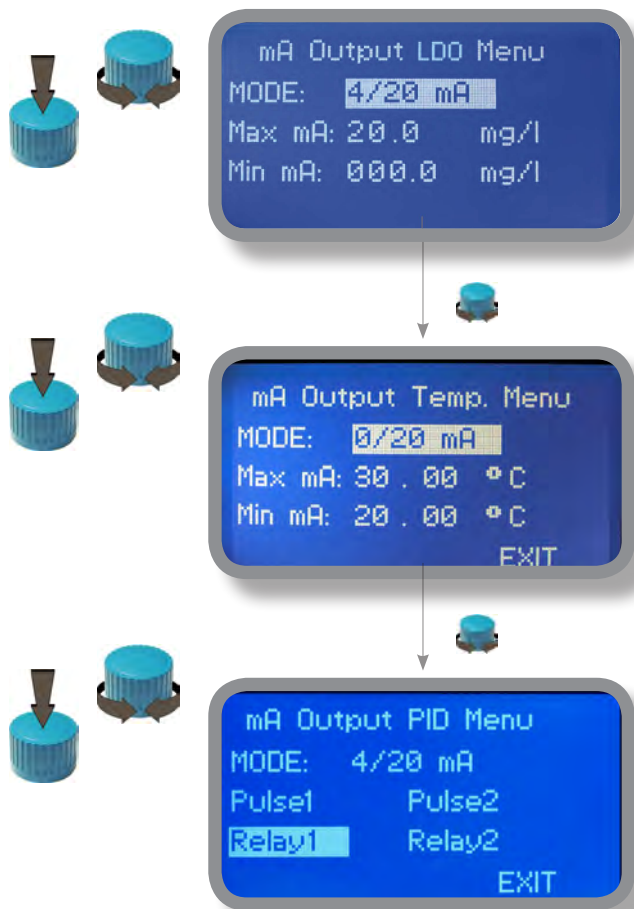 mA Output LDO Menu
MODE: 4/20 mA
Max mA: 20.0 mg/l
Min mA: 000.0 mg/l
mA Output Temp. Menu
MODE: 0/20 mA
Max mA: 30 . 00 °C
Min mA: 20 . 00 °C
EXIT
mA Output PID Menu
MODE: 4/20 mA
Pulse1 Pulse2
Relay1 Relay2
EXIT